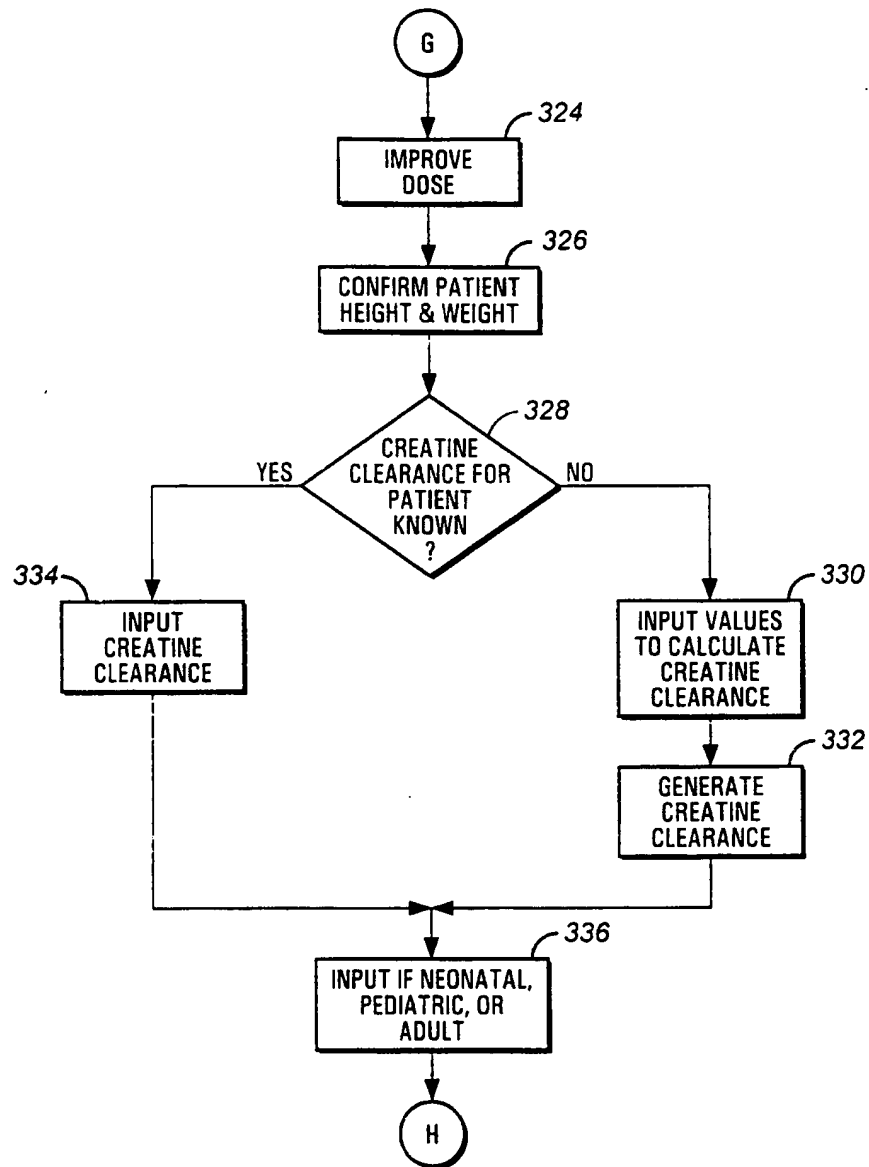 G
324
IMPROVE
DOSE
326
CONFIRM PATIENT
HEIGHT & WEIGHT
328
CREATINE
CLEARANCE FOR
PATIENT
KNOWN
?
YES
NO
334
INPUT
CREATINE
CLEARANCE
330
INPUT VALUES
TO CALCULATE
CREATINE
CLEARANCE
332
GENERATE
CREATINE
CLEARANCE
336
INPUT IF NEONATAL,
PEDIATRIC, OR
ADULT
H